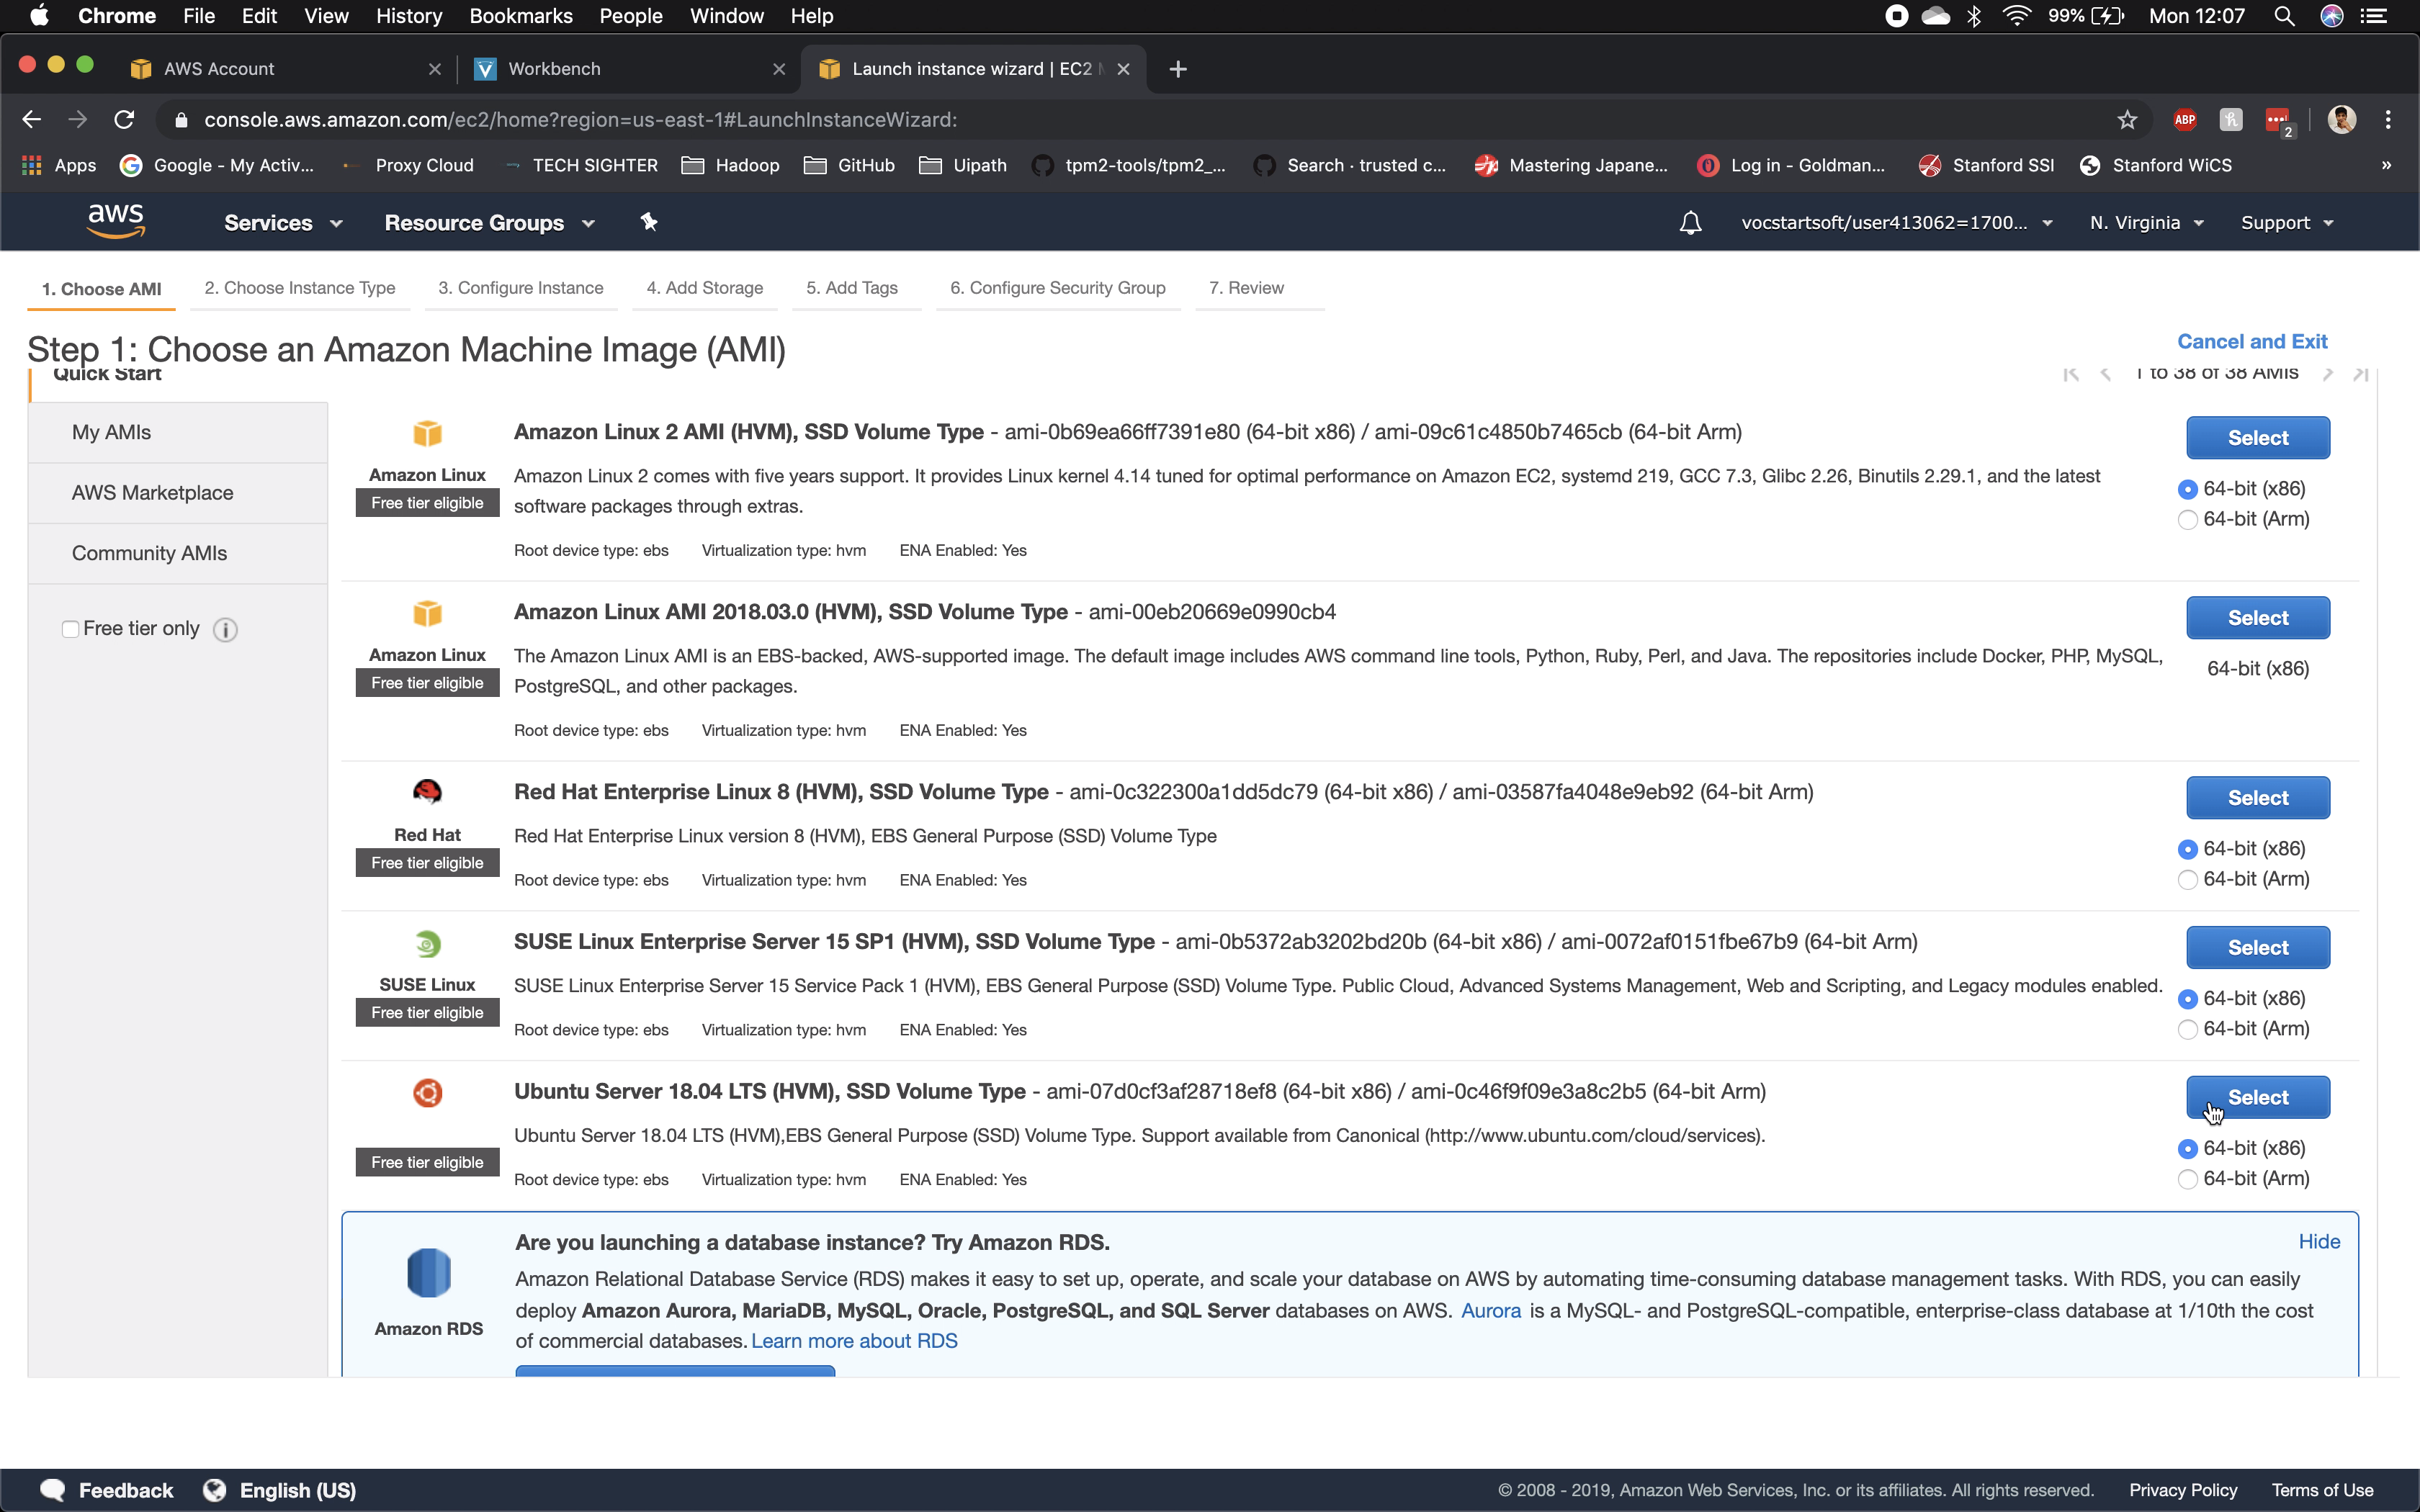 Chrome File Edit View History Bookmarks People Window Help 99% Mon 12:07
AWS Account Workbench Launch instance wizard | EC2 M
console.aws.amazon.com/ec2/home?region=us-east-1#LaunchInstanceWizard:
ABP 2
Apps Google - My Activ... Proxy Cloud TECH SIGHTER Hadoop GitHub Uipath tpm2-tools/tpm2_... Search · trusted c... Mastering Japane... Log in - Goldman... Stanford SSI Stanford WiCS »
aws Services Resource Groups vocstartsoft/user413062=1700... N. Virginia Support
1. Choose AMI 2. Choose Instance Type 3. Configure Instance 4. Add Storage 5. Add Tags 6. Configure Security Group 7. Review
Step 1: Choose an Amazon Machine Image (AMI) Cancel and Exit
Quick Start 1 to 38 of 38 AMIs
My AMIs
AWS Marketplace
Community AMIs
Free tier only
Amazon Linux 2 AMI (HVM), SSD Volume Type - ami-0b69ea66ff7391e80 (64-bit x86) / ami-09c61c4850b7465cb (64-bit Arm) Select
Amazon Linux Amazon Linux 2 comes with five years support. It provides Linux kernel 4.14 tuned for optimal performance on Amazon EC2, systemd 219, GCC 7.3, Glibc 2.26, Binutils 2.29.1, and the latest 64-bit (x86)
Free tier eligible software packages through extras. 64-bit (Arm)
Root device type: ebs Virtualization type: hvm ENA Enabled: Yes
Amazon Linux AMI 2018.03.0 (HVM), SSD Volume Type - ami-00eb20669e0990cb4 Select
Amazon Linux The Amazon Linux AMI is an EBS-backed, AWS-supported image. The default image includes AWS command line tools, Python, Ruby, Perl, and Java. The repositories include Docker, PHP, MySQL, 64-bit (x86)
Free tier eligible PostgreSQL, and other packages.
Root device type: ebs Virtualization type: hvm ENA Enabled: Yes
Red Hat Enterprise Linux 8 (HVM), SSD Volume Type - ami-0c322300a1dd5dc79 (64-bit x86) / ami-03587fa4048e9eb92 (64-bit Arm) Select
Red Hat Red Hat Enterprise Linux version 8 (HVM), EBS General Purpose (SSD) Volume Type 64-bit (x86)
Free tier eligible Root device type: ebs Virtualization type: hvm ENA Enabled: Yes 64-bit (Arm)
SUSE Linux Enterprise Server 15 SP1 (HVM), SSD Volume Type - ami-0b5372ab3202bd20b (64-bit x86) / ami-0072af0151fbe67b9 (64-bit Arm) Select
SUSE Linux SUSE Linux Enterprise Server 15 Service Pack 1 (HVM), EBS General Purpose (SSD) Volume Type. Public Cloud, Advanced Systems Management, Web and Scripting, and Legacy modules enabled. 64-bit (x86)
Free tier eligible Root device type: ebs Virtualization type: hvm ENA Enabled: Yes 64-bit (Arm)
Ubuntu Server 18.04 LTS (HVM), SSD Volume Type - ami-07d0cf3af28718ef8 (64-bit x86) / ami-0c46f9f09e3a8c2b5 (64-bit Arm) Select
Ubuntu Server 18.04 LTS (HVM),EBS General Purpose (SSD) Volume Type. Support available from Canonical (http://www.ubuntu.com/cloud/services). 64-bit (x86)
Free tier eligible Root device type: ebs Virtualization type: hvm ENA Enabled: Yes 64-bit (Arm)
Are you launching a database instance? Try Amazon RDS. Hide
Amazon Relational Database Service (RDS) makes it easy to set up, operate, and scale your database on AWS by automating time-consuming database management tasks. With RDS, you can easily
deploy Amazon Aurora, MariaDB, MySQL, Oracle, PostgreSQL, and SQL Server databases on AWS. Aurora is a MySQL- and PostgreSQL-compatible, enterprise-class database at 1/10th the cost
Amazon RDS of commercial databases. Learn more about RDS
Feedback English (US) © 2008 - 2019, Amazon Web Services, Inc. or its affiliates. All rights reserved. Privacy Policy Terms of Use